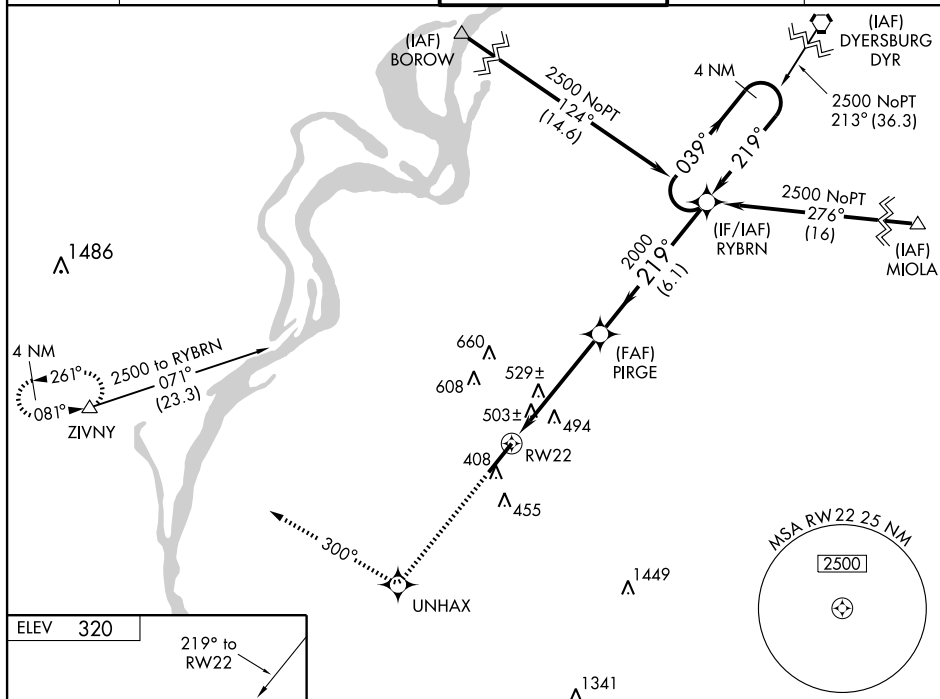 (IAF)
BOROW
(IAF)
DYERSBURG
DYR
4 NM
2500 NoPT
124°
(14.6)
2500 NoPT
213° (36.3)
039°
219°
2500 NoPT
276°
(16)
(IF/IAF)
RYBRN
(IAF)
MIOLA
1486
2000
219°
(6.1)
4 NM
261°
081°
2500 to RYBRN
071°
(23.3)
ZIVNY
(FAF)
PIRGE
660
608
529±
503±
494
RW22
408
455
300°
UNHAX
1449
MSA RW 22 25 NM
2500
ELEV 320
219° to
RW22
1341